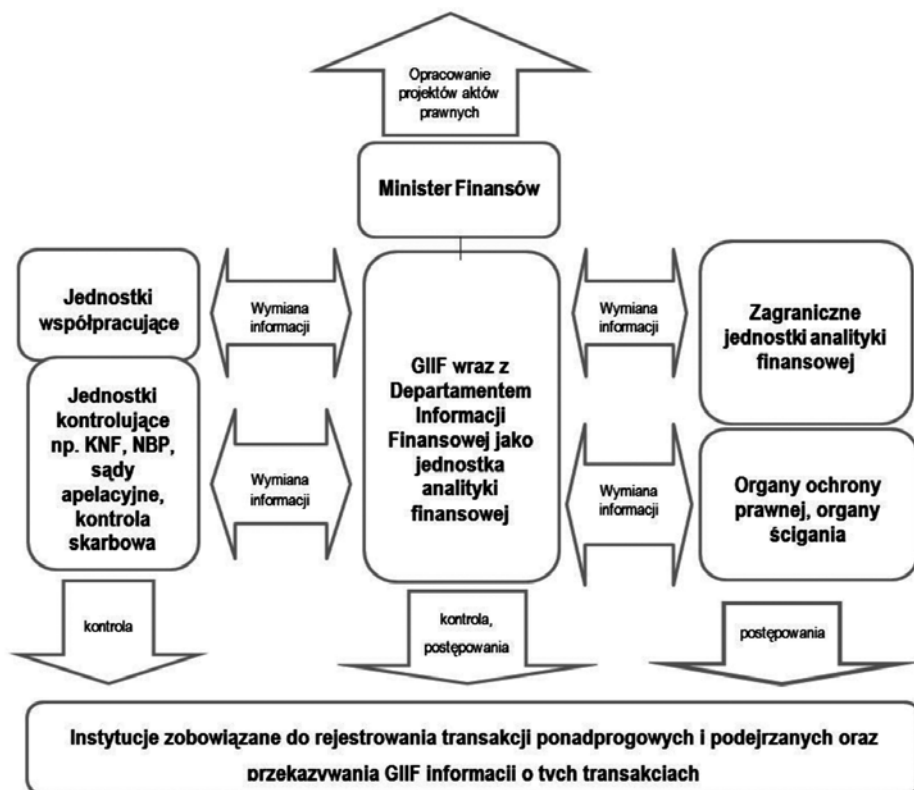 Opracowanie
projektów aktów
prawnych
Minister Finansów
Jednostki
współpracujące
Wymiana
informacji
GIIF wraz z
Departamentem
Informacji
Finansowej jako
jednostka
analityki
finansowej
Wymiana
informacji
Zagraniczne
jednostki analityki
finansowej
Jednostki
kontrolujące
np. KNF, NBP,
sądy
apelacyjne,
kontrola
skarbowa
Wymiana
informacji
Wymiana
informacji
Organy ochrony
prawnej, organy
ścigania
kontrola
kontrola,
postępowania
postępowania
Instytucje zobowiązane do rejestrowania transakcji ponadprogowych i podejrzanych oraz
przekazywania GIIF informacji o tych transakciach